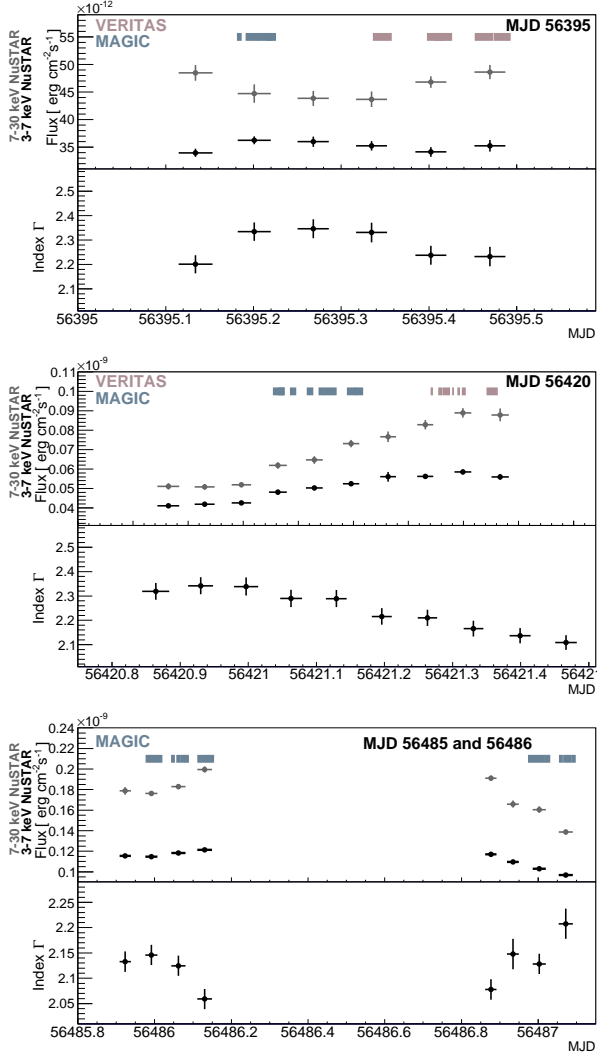 ×10⁻¹²
VERITAS
MAGIC
MJD 56395
7-30 keV NuSTAR
3-7 keV NuSTAR
Flux [ erg cm⁻²s⁻¹]
55
45
35
Index Γ
2.5
2.4
2.3
2.2
2.1
56395 56395.1 56395.2 56395.3 56395.4 56395.5
MJD
×10⁻⁹
VERITAS
MAGIC
MJD 56420
7-30 keV NuSTAR
3-7 keV NuSTAR
Flux [ erg cm⁻²s⁻¹]
0.11
0.1
0.09
0.08
0.07
0.06
0.05
0.04
Index Γ
2.5
2.4
2.3
2.2
2.1
56420.8 56420.9 56421 56421.1 56421.2 56421.3 56421.4 56421
MJD
×10⁻⁹
MAGIC
MJD 56485 and 56486
7-30 keV NuSTAR
3-7 keV NuSTAR
Flux [ erg cm⁻²s⁻¹]
0.24
0.22
0.2
0.18
0.16
0.14
0.12
0.1
Index Γ
2.25
2.2
2.15
2.1
2.05
56485.8 56486 56486.2 56486.4 56486.6 56486.8 56487
MJD